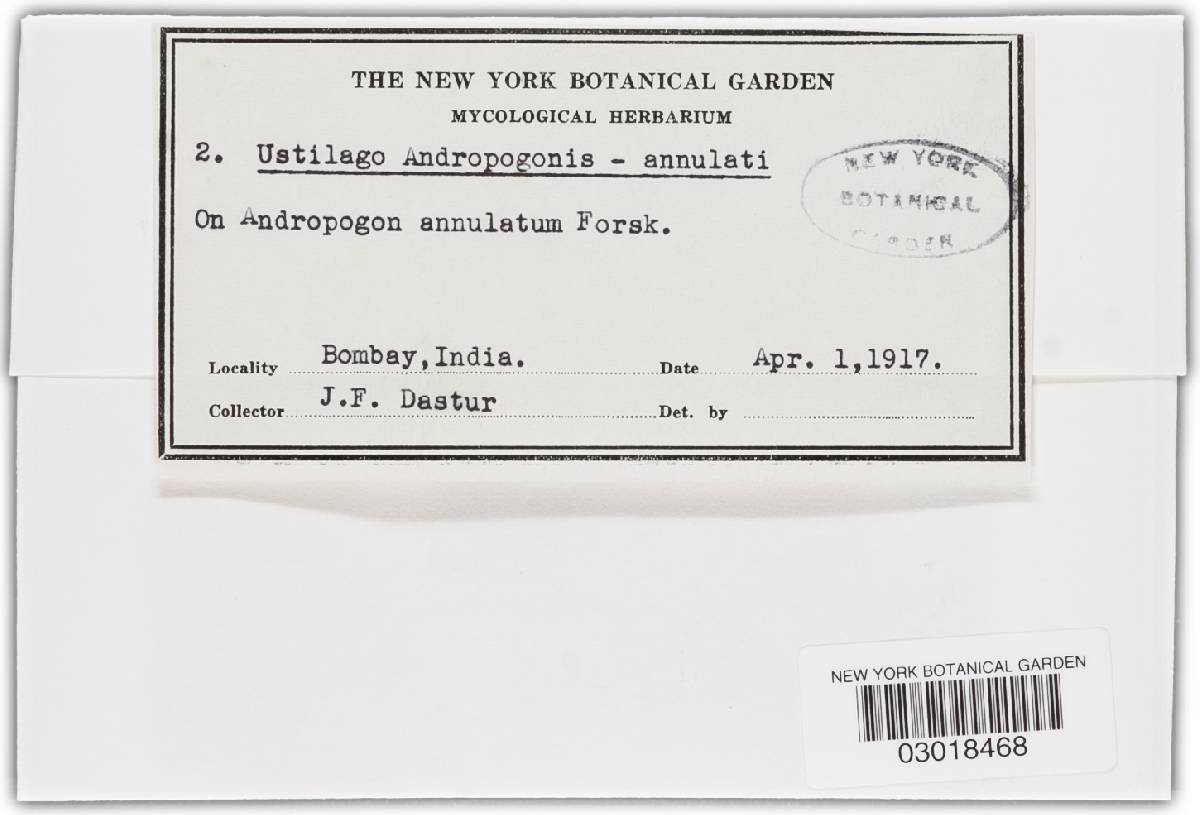 THE NEW YORK BOTANICAL GARDEN
MYCOLOGICAL HERBARIUM
2. Ustilago Andropogonis - annulati
On Andropogon annulatum Forsk.
NEW YORK
BOTANICAL
GARDEN
Locality Bombay, India. Date Apr. 1, 1917.
Collector J.F. Dastur Det. by
NEW YORK BOTANICAL GARDEN
03018468